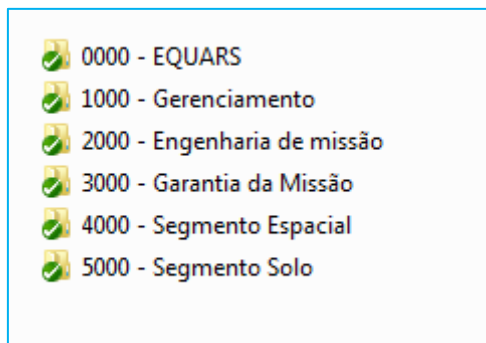 0000 - EQUARS
1000 - Gerenciamento
2000 - Engenharia de missão
3000 - Garantia da Missão
4000 - Segmento Espacial
5000 - Segmento Solo